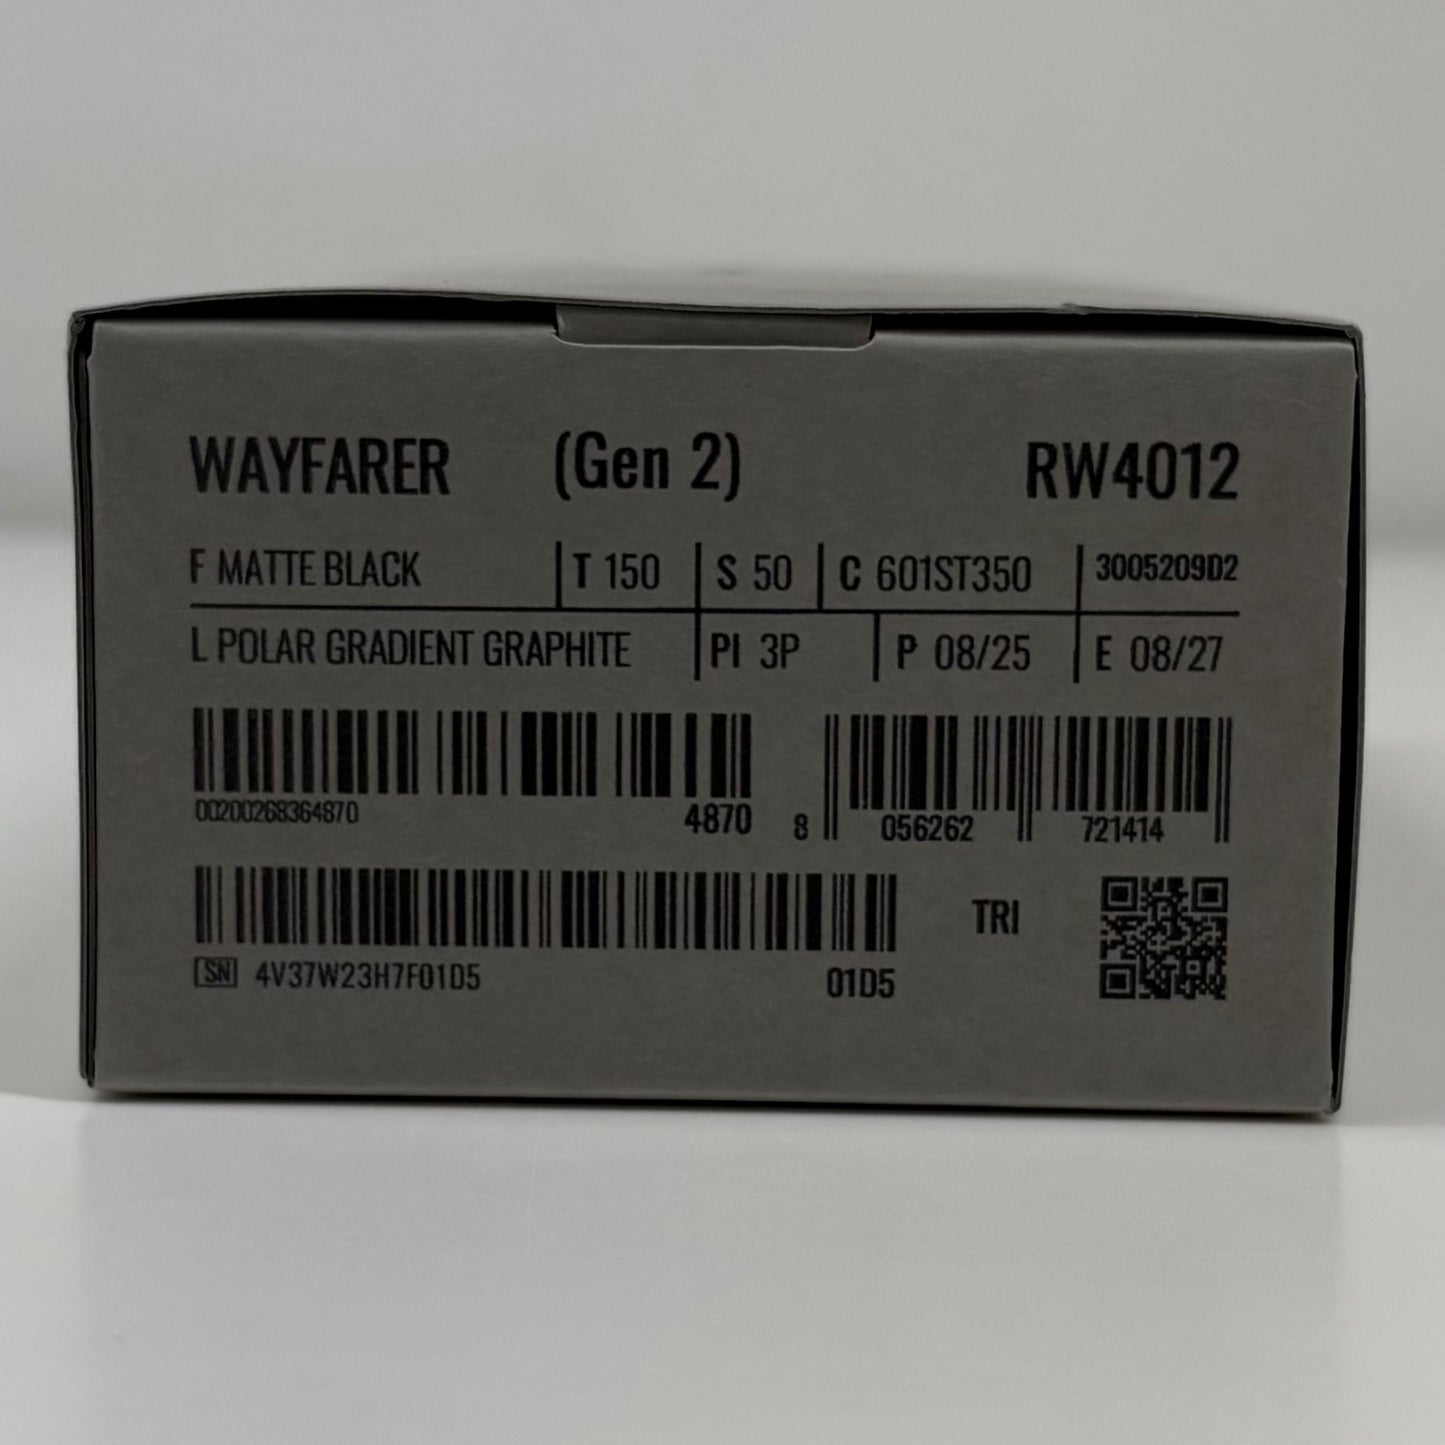 WAYFARER (Gen 2) RW4012
F MATTE BLACK T 150 S 50 C 601ST350 3005209D2
L POLAR GRADIENT GRAPHITE PI 3P P 08/25 E 08/27
00200268364870 4870 8 056262 721414
TRI
SN 4V37W23H7F01D5 01D5